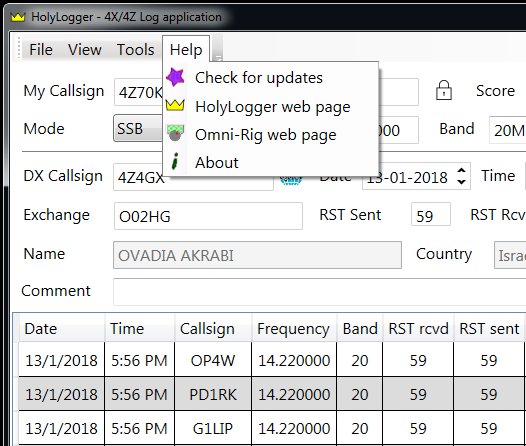 HolyLogger - 4X/4Z Log application
File View Tools Help
Check for updates
HolyLogger web page
Omni-Rig web page
About
My Callsign 4Z70 Score
Mode SSB 000 Band 20M
DX Callsign 4Z4GX Date 13-01-2018 Time
Exchange O02HG RST Sent 59 RST Rcv
Name OVADIA AKRABI Country Israe
Comment
Date Time Callsign Frequency Band RST rcvd RST sent
13/1/2018 5:56 PM OP4W 14.220000 20 59 59
13/1/2018 5:56 PM PD1RK 14.220000 20 59 59
13/1/2018 5:56 PM G1LIP 14.220000 20 59 59